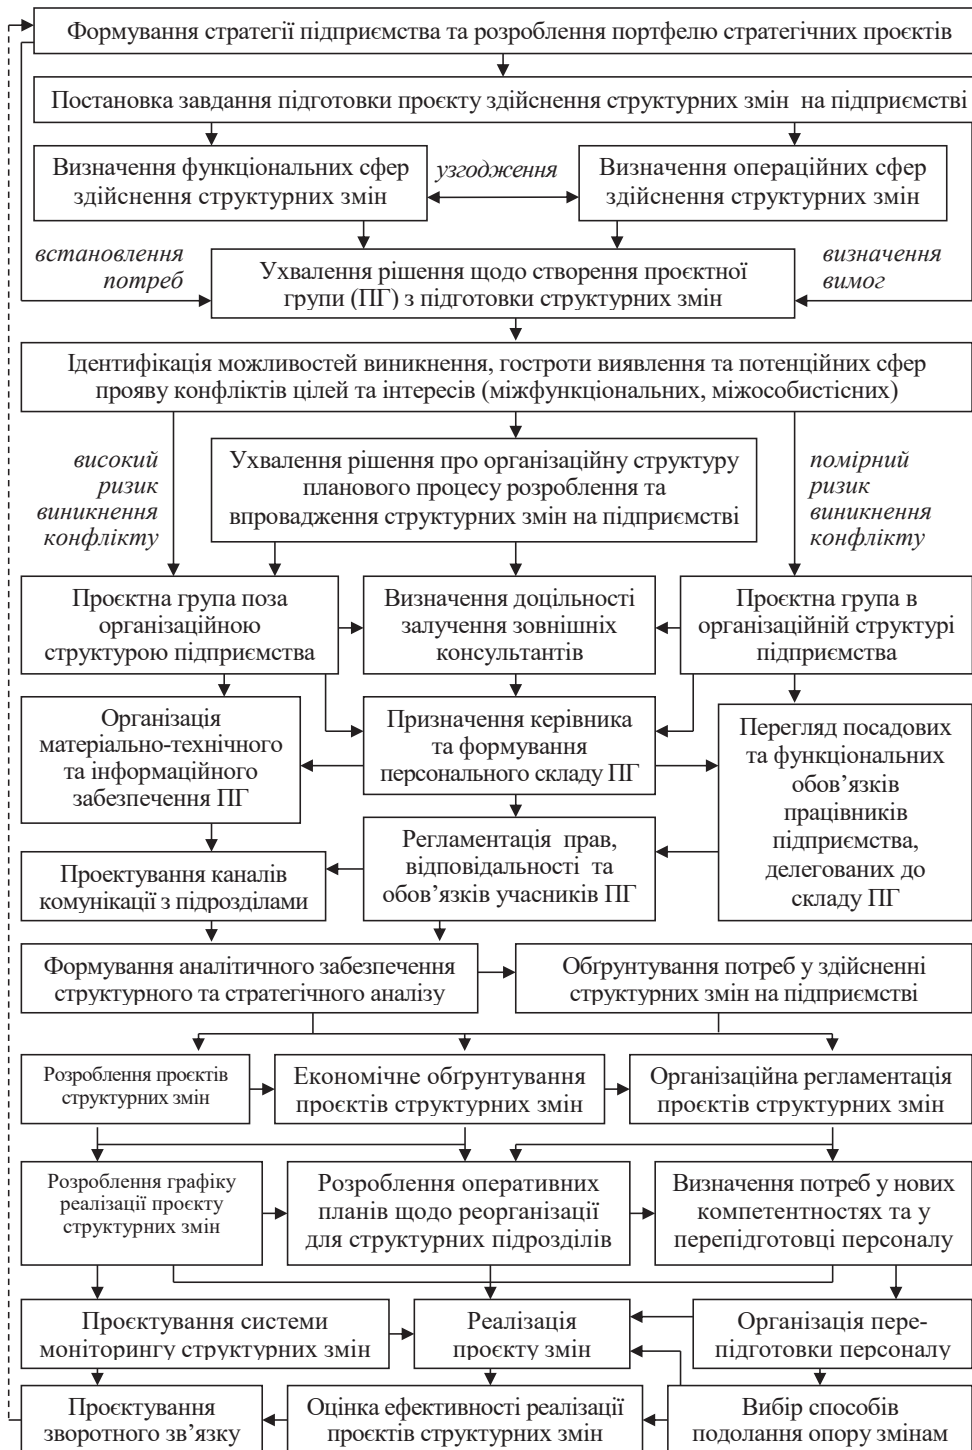 Формування стратегії підприємства та розроблення портфелю стратегічних проєктів
Постановка завдання підготовки проєкту здійснення структурних змін на підприємстві
Визначення функціональних сфер
здійснення структурних змін
узгодження
Визначення операційних сфер
здійснення структурних змін
встановлення
потреб
Ухвалення рішення щодо створення проєктної
групи (ПГ) з підготовки структурних змін
визначення
вимог
Ідентифікація можливостей виникнення, гостроти виявлення та потенційних сфер
прояву конфліктів цілей та інтересів (міжфункціональних, міжособистісних)
високий
ризик
виникнення
конфлікту
Ухвалення рішення про організаційну структуру
планового процесу розроблення та
впровадження структурних змін на підприємстві
помірний
ризик
виникнення
конфлікту
Проєктна група поза
організаційною
структурою підприємства
Визначення доцільності
залучення зовнішніх
консультантів
Проєктна група в
організаційній структурі
підприємства
Організація
матеріально-технічного
та інформаційного
забезпечення ПГ
Призначення керівника
та формування
персонального складу ПГ
Перегляд посадових
та функціональних
обов’язків
працівників
підприємства,
делегованих до
складу ПГ
Проектування каналів
комунікації з підрозділами
Регламентація прав,
відповідальності та
обов’язків учасників ПГ
Формування аналітичного забезпечення
структурного та стратегічного аналізу
Обґрунтування потреб у здійсненні
структурних змін на підприємстві
Розроблення проєктів
структурних змін
Економічне обґрунтування
проєктів структурних змін
Організаційна регламентація
проєктів структурних змін
Розроблення графіку
реалізації проєкту
структурних змін
Розроблення оперативних
планів щодо реорганізації
для структурних підрозділів
Визначення потреб у нових
компетентностях та у
перепідготовці персоналу
Проєктування системи
моніторингу структурних змін
Реалізація
проєкту змін
Організація пере-
підготовки персоналу
Проєктування
зворотного зв’язку
Оцінка ефективності реалізації
проєктів структурних змін
Вибір способів
подолання опору змінам